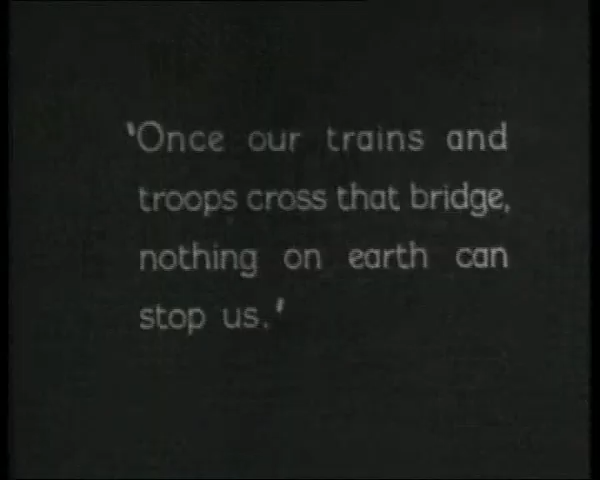 'Once our trains and
troops cross that bridge,
nothing on earth can
stop us.'